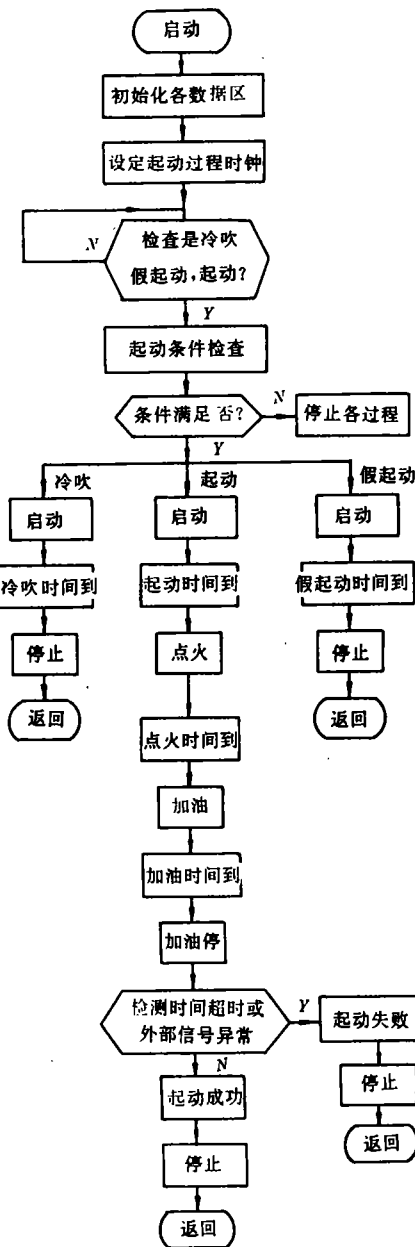 启动
初始化各数据区
设定起动过程时钟
N
检查是冷吹
假起动,起动?
Y
起动条件检查
条件满足否?
N
停止各过程
Y
冷吹
起动
假起动
启动
启动
启动
冷吹时间到
起动时间到
假起动时间到
停止
点火
停止
返回
点火时间到
返回
加油
加油时间到
加油停
检测时间超时或
外部信号异常
Y
起动失败
N
起动成功
停止
停止
返回
返回